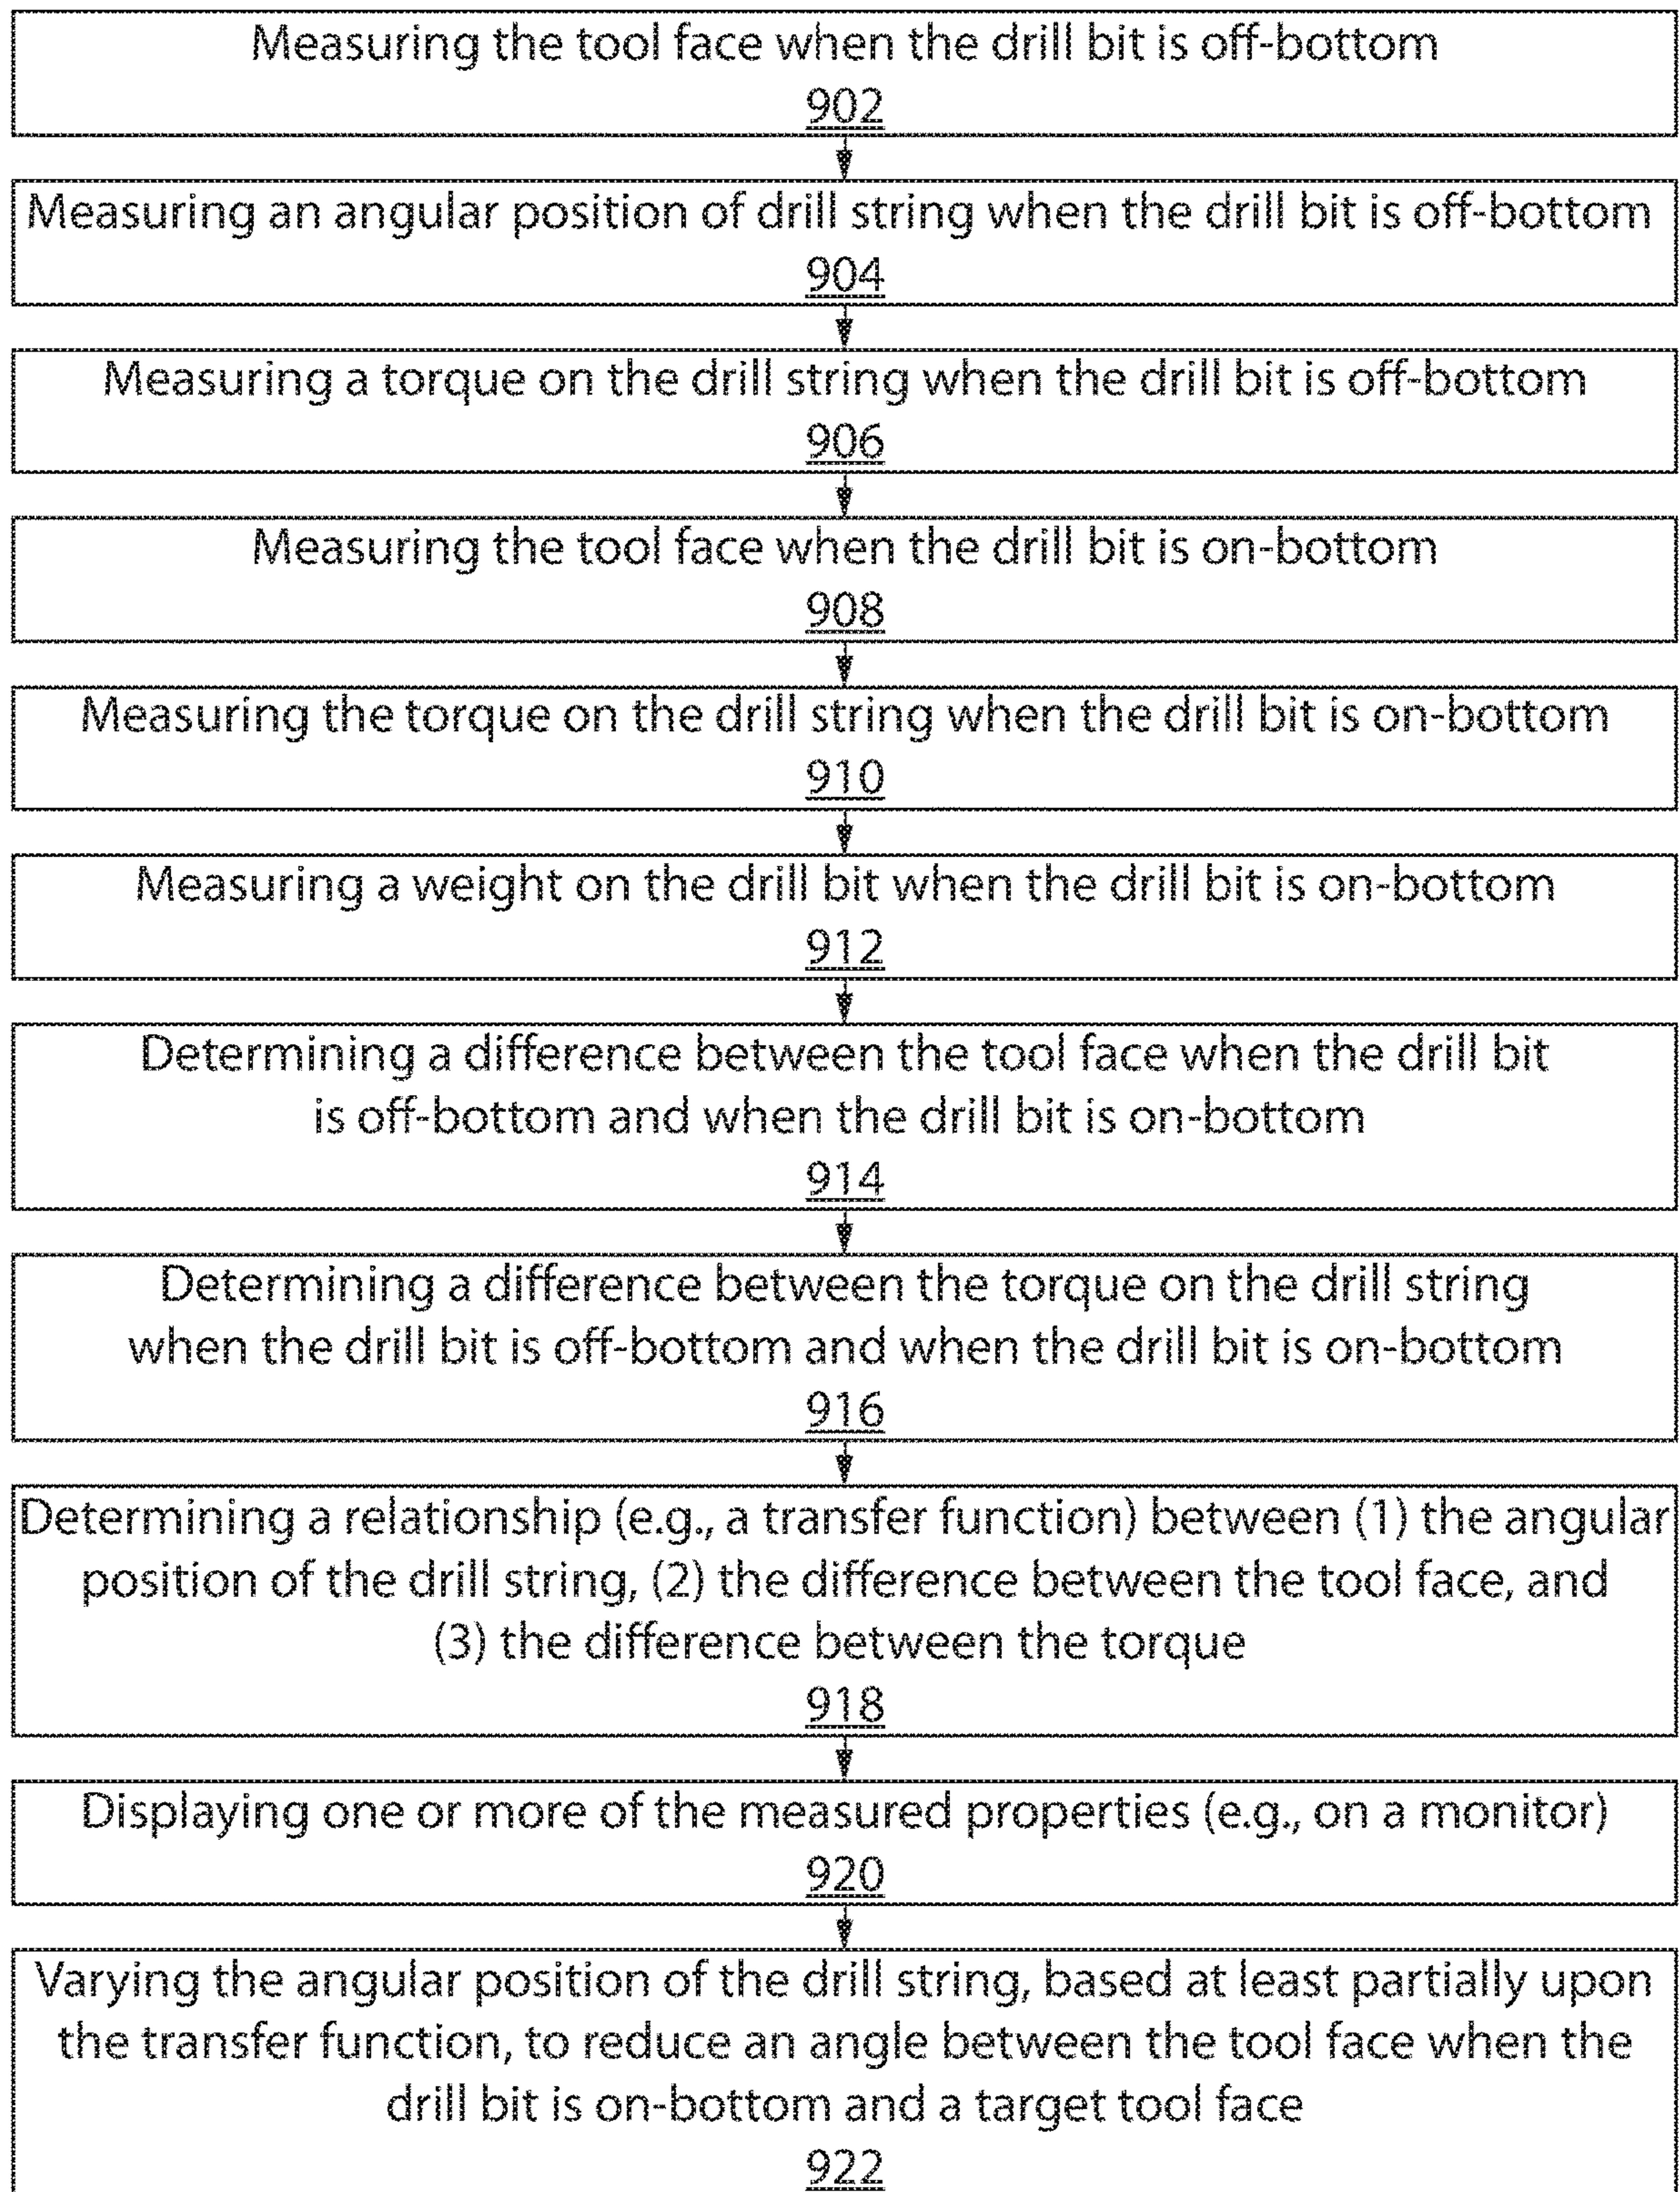 Measuring the tool face when the drill bit is off-bottom
902
Measuring an angular position of drill string when the drill bit is off-bottom
904
Measuring a torque on the drill string when the drill bit is off-bottom
906
Measuring the tool face when the drill bit is on-bottom
908
Measuring the torque on the drill string when the drill bit is on-bottom
910
Measuring a weight on the drill bit when the drill bit is on-bottom
912
Determining a difference between the tool face when the drill bit
is off-bottom and when the drill bit is on-bottom
914
Determining a difference between the torque on the drill string
when the drill bit is off-bottom and when the drill bit is on-bottom
916
Determining a relationship (e.g., a transfer function) between (1) the angular
position of the drill string, (2) the difference between the tool face, and
(3) the difference between the torque
918
Displaying one or more of the measured properties (e.g., on a monitor)
920
Varying the angular position of the drill string, based at least partially upon
the transfer function, to reduce an angle between the tool face when the
drill bit is on-bottom and a target tool face
922